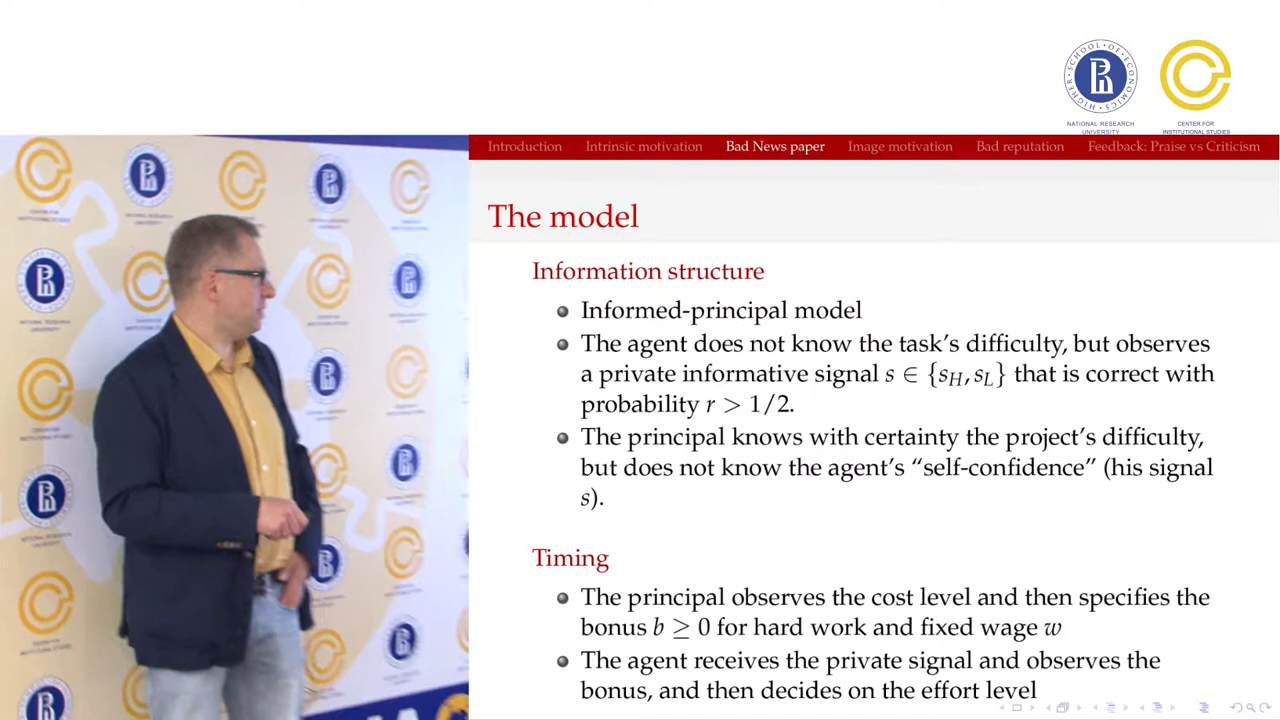 SCHOOL OF ECONOMICS
HIGHER
NATIONAL RESEARCH
UNIVERSITY
CENTER FOR
INSTITUTIONAL STUDIES
Introduction Intrinsic motivation Bad News paper Image motivation Bad reputation Feedback: Praise vs Criticism
The model
Information structure
Informed-principal model
The agent does not know the task's difficulty, but observes
a private informative signal s ∈ {s_H, s_L} that is correct with
probability r > 1/2.
The principal knows with certainty the project's difficulty,
but does not know the agent's “self-confidence” (his signal
s).
Timing
The principal observes the cost level and then specifies the
bonus b ≥ 0 for hard work and fixed wage w
The agent receives the private signal and observes the
bonus, and then decides on the effort level